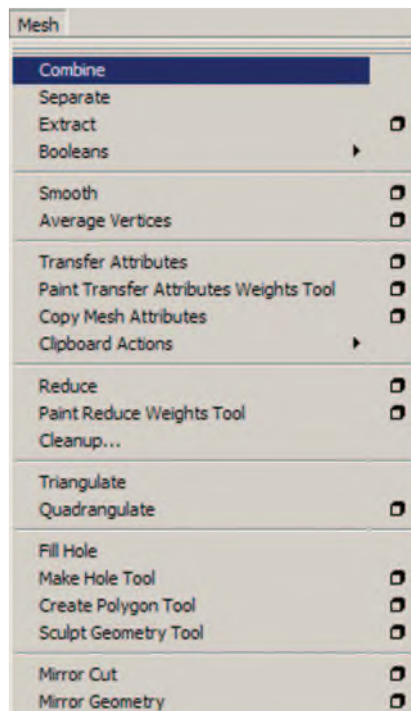 Mesh
Combine
Separate
Extract
Booleans
Smooth
Average Vertices
Transfer Attributes
Paint Transfer Attributes Weights Tool
Copy Mesh Attributes
Clipboard Actions
Reduce
Paint Reduce Weights Tool
Cleanup...
Triangulate
Quadrangulate
Fill Hole
Make Hole Tool
Create Polygon Tool
Sculpt Geometry Tool
Mirror Cut
Mirror Geometry